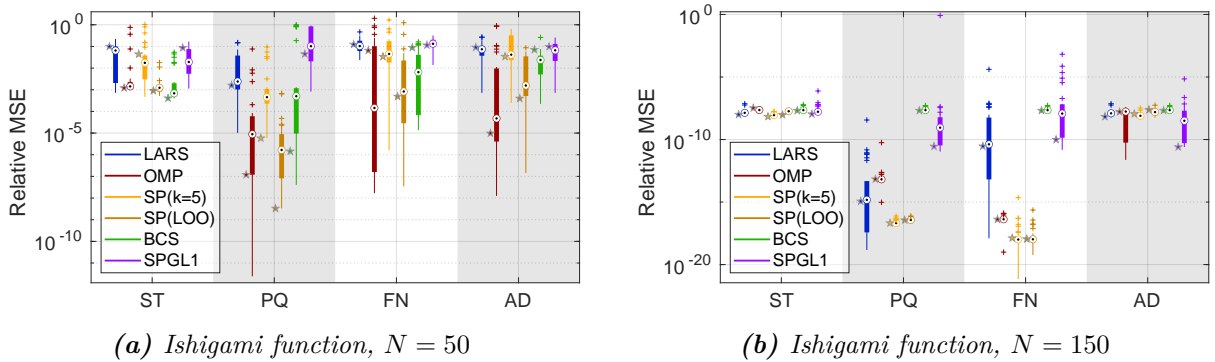 Relative MSE
10^0
10^-5
10^-10
LARS
OMP
SP(k=5)
SP(LOO)
BCS
SPGL1
ST PQ FN AD
(a) Ishigami function, N = 50
Relative MSE
10^0
10^-10
10^-20
LARS
OMP
SP(k=5)
SP(LOO)
BCS
SPGL1
ST PQ FN AD
(b) Ishigami function, N = 150